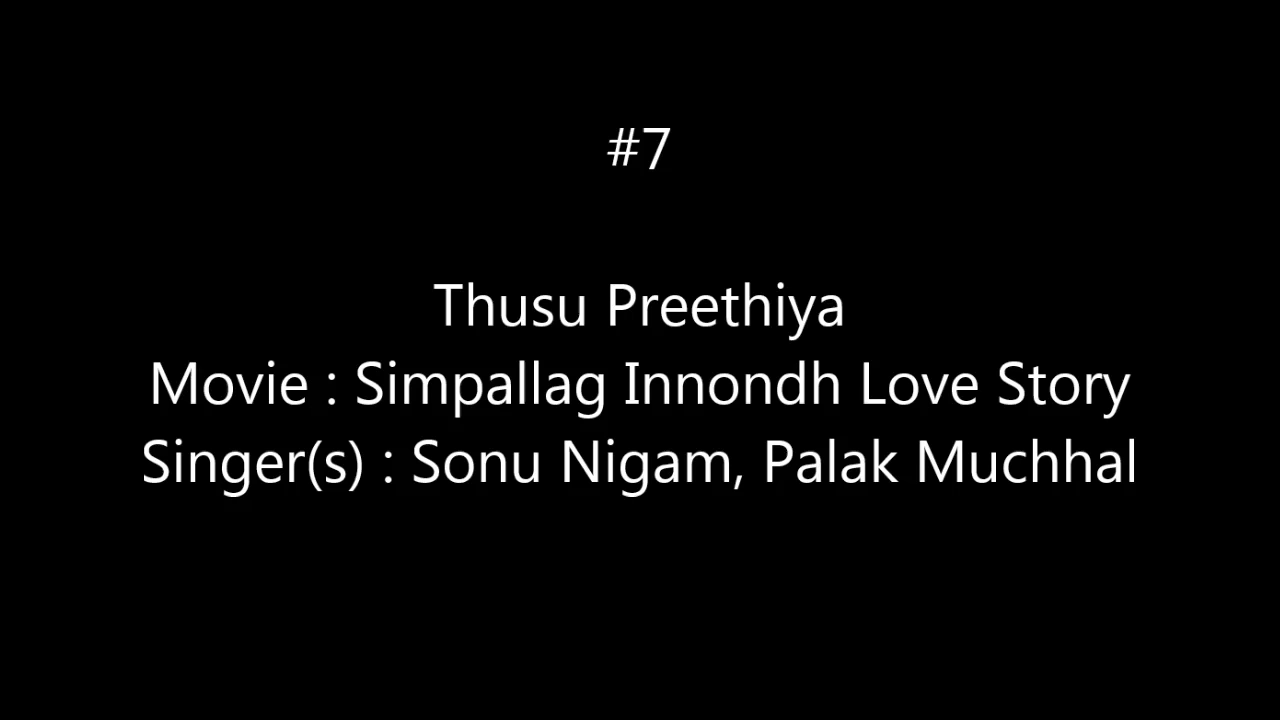 #7
Thusu Preethiya
Movie : Simpallag Innondh Love Story
Singer(s) : Sonu Nigam, Palak Muchhal